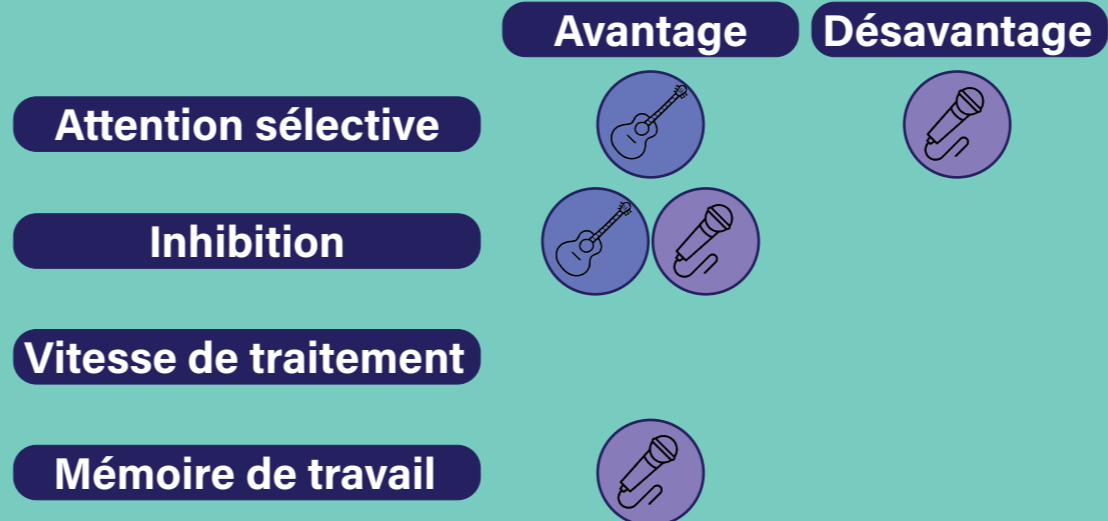 Avantage
Désavantage
Attention sélective
Inhibition
Vitesse de traitement
Mémoire de travail